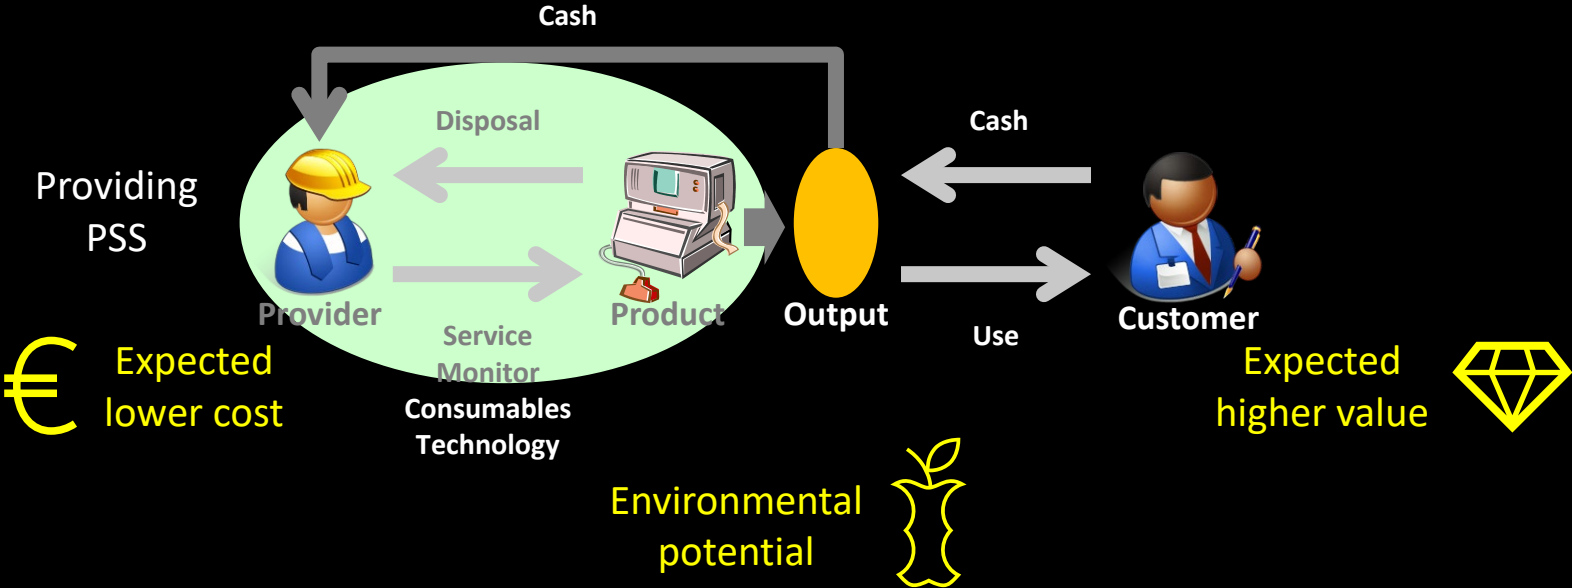 Cash
Disposal
Cash
Providing
PSS
Provider
Product
Output
Customer
Service
Monitor
Consumables
Technology
Use
Expected
lower cost
Expected
higher value
Environmental
potential